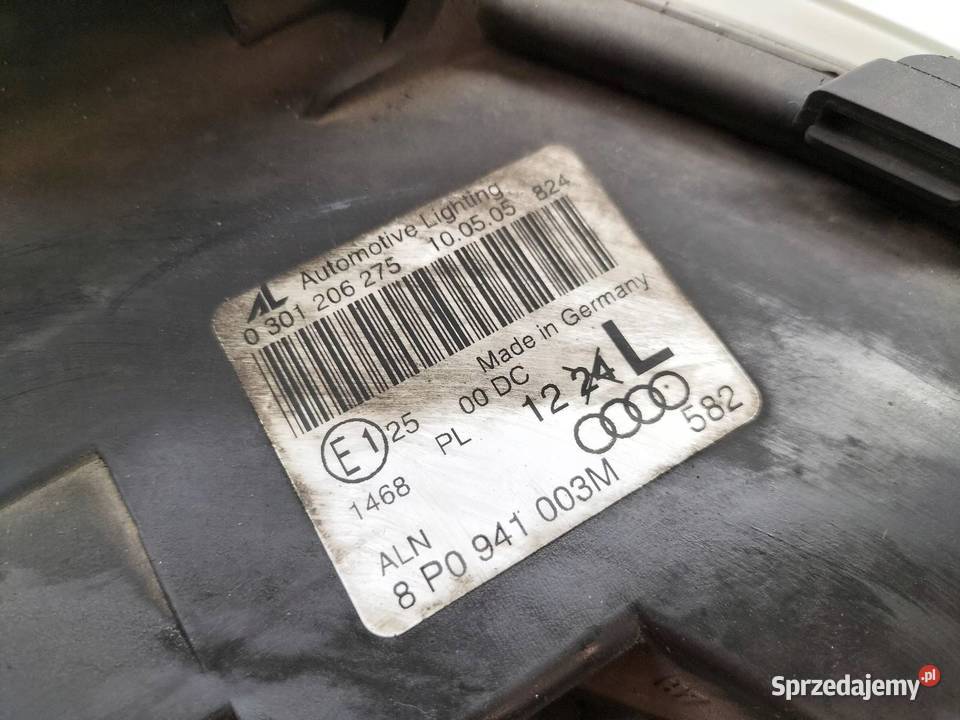 AL Automotive Lighting
0 301 206 275 10.05.05 824
Made in Germany
E1 25 00 DC 12 24 L
1468 PL
582
ALN
8 P0 941 003M
Sprzedajemy.pl